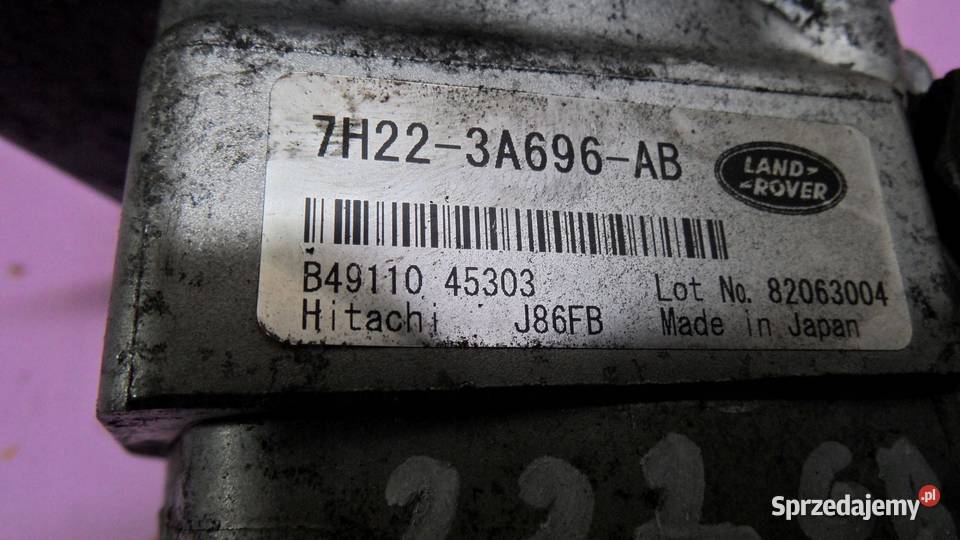 7H22-3A696-AB
LAND-
-ROVER
B49110 45303
Lot No. 82063004
Hitachi J86FB Made in Japan
Sprzedajemy.pl